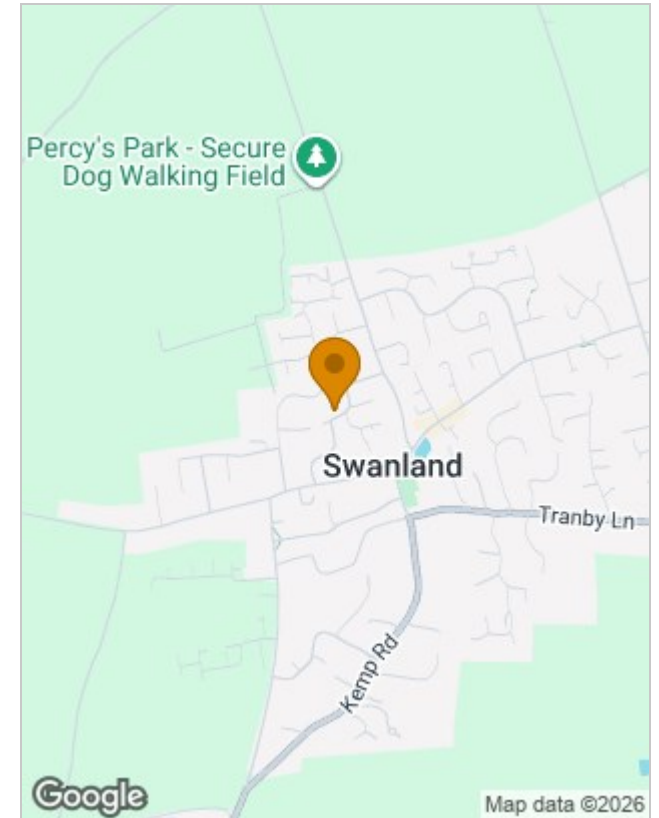 Percy's Park - Secure
Dog Walking Field
Swanland
Tranby Ln
Kemp Rd
Google
Map data ©2026